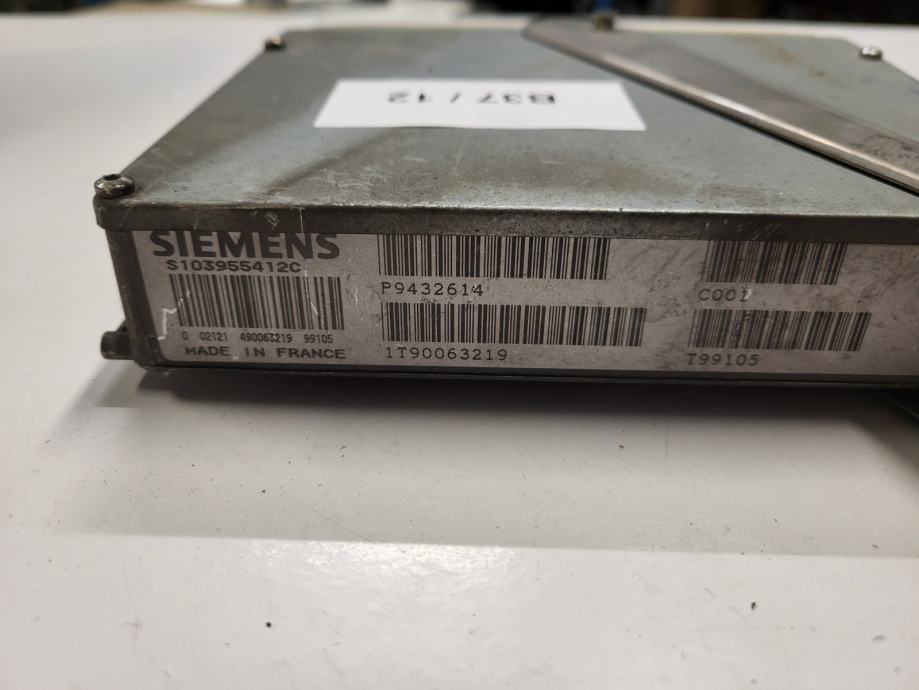 B37 / 12
SIEMENS
S103955412C
0 02121 490063219 99105
MADE IN FRANCE
P9432614
1T90063219
C001
T99105